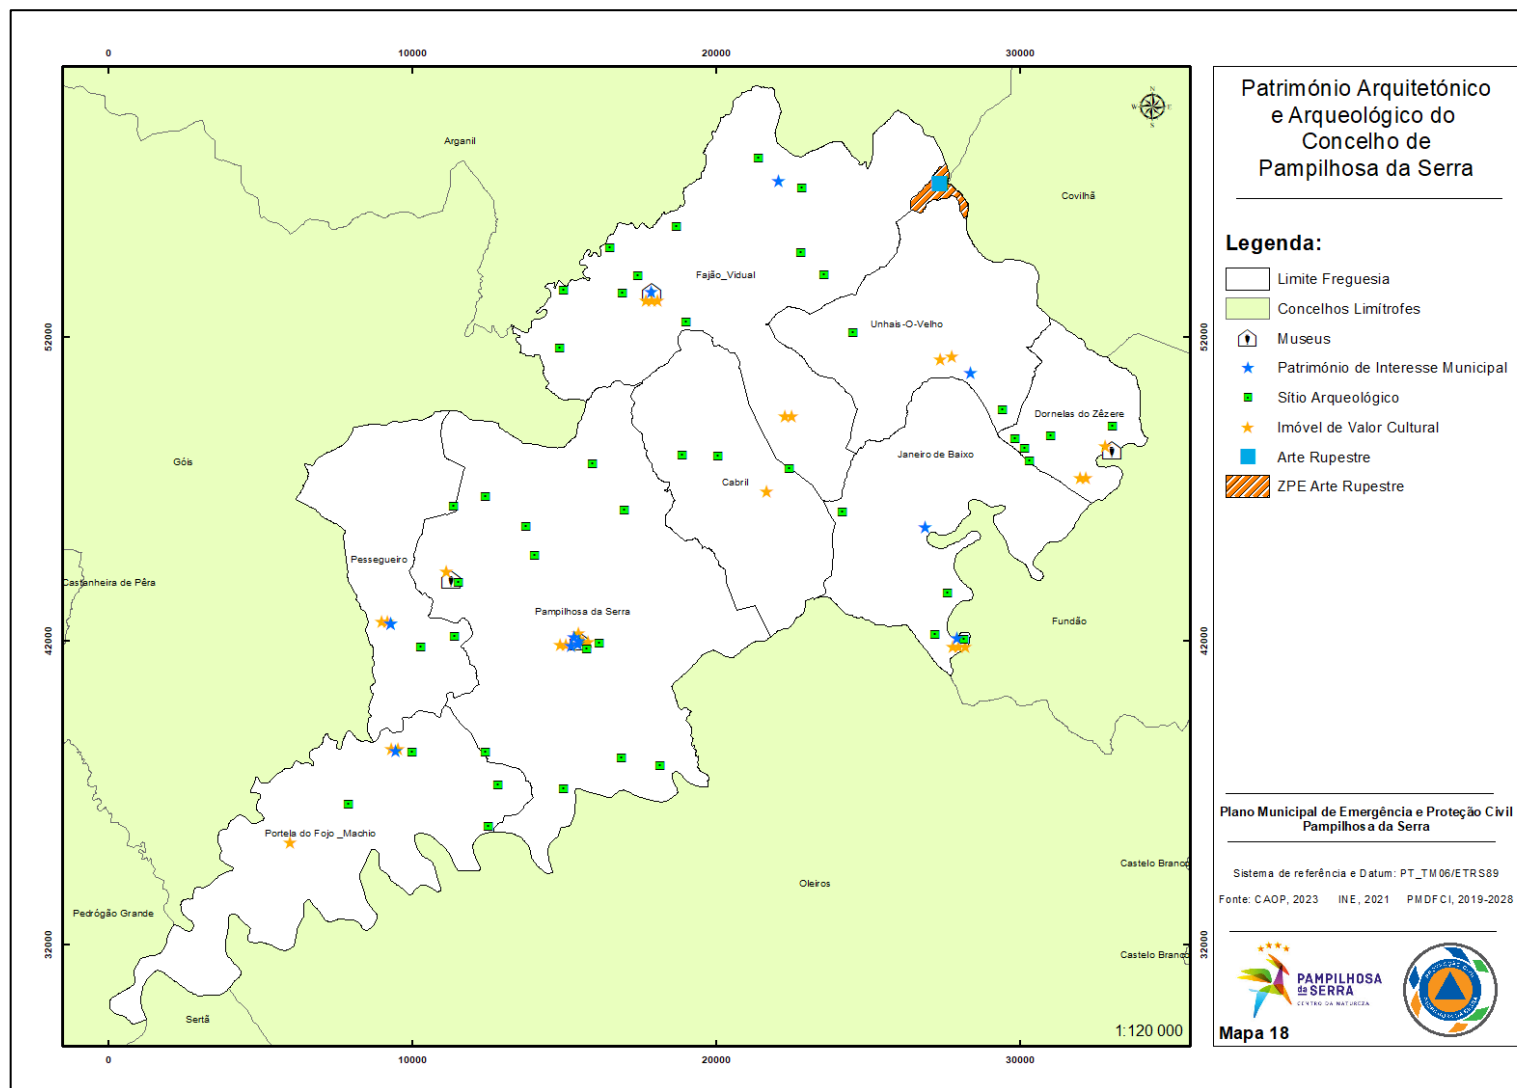 0
10000
20000
30000
N
W
E
S
Arganil
Covilhã
Fajão_Vidual
52000
52000
Unhais-O-Velho
Dornelas do Zêzere
Góis
Janeiro de Baixo
Cabril
Pessegueiro
Castanheira de Pêra
Pampilhosa da Serra
Fundão
42000
42000
Portela do Fojo _Machio
Castelo Branco
Oleiros
Pedrógão Grande
32000
32000
Castelo Branco
Sertã
1:120 000
0
10000
20000
30000
Património Arquitetónico
e Arqueológico do
Concelho de
Pampilhosa da Serra
Legenda:
Limite Freguesia
Concelhos Limítrofes
Museus
Património de Interesse Municipal
Sítio Arqueológico
Imóvel de Valor Cultural
Arte Rupestre
ZPE Arte Rupestre
Plano Municipal de Emergência e Proteção Civil
Pampilhosa da Serra
Sistema de referência e Datum: PT_TM06/ETRS89
Fonte: CAOP, 2023 INE, 2021 PMDFCI, 2019-2028
PAMPILHOSA
da SERRA
CENTRO DA NATUREZA
PROTECÇÃO CIVIL
PAMPILHOSA DA SERRA
Mapa 18